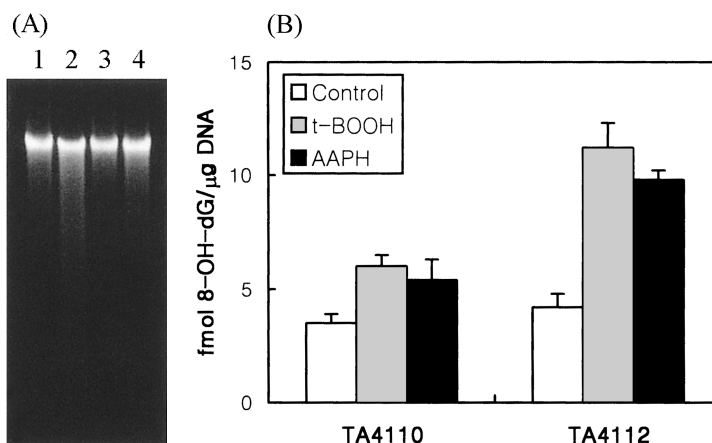 (A)
1 2 3 4
(B)
fmol 8-OH-dG/μg DNA
15
10
5
0
Control
t-BOOH
AAPH
TA4110 TA4112